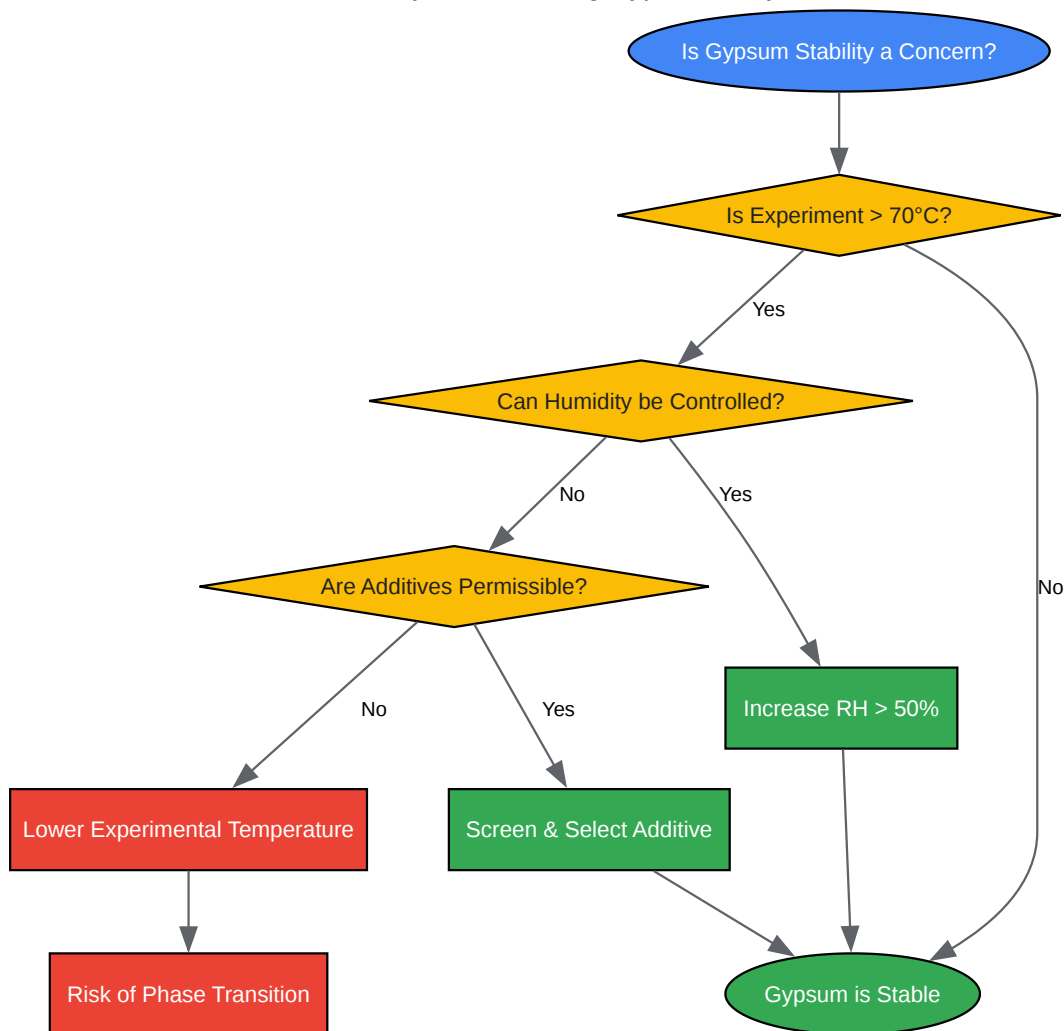 Is Gypsum Stability a Concern?
Is Experiment > 70°C?
Yes
Can Humidity be Controlled?
No
Yes
Are Additives Permissible?
No
No
Yes
Increase RH > 50%
Lower Experimental Temperature
Screen & Select Additive
Risk of Phase Transition
Gypsum is Stable